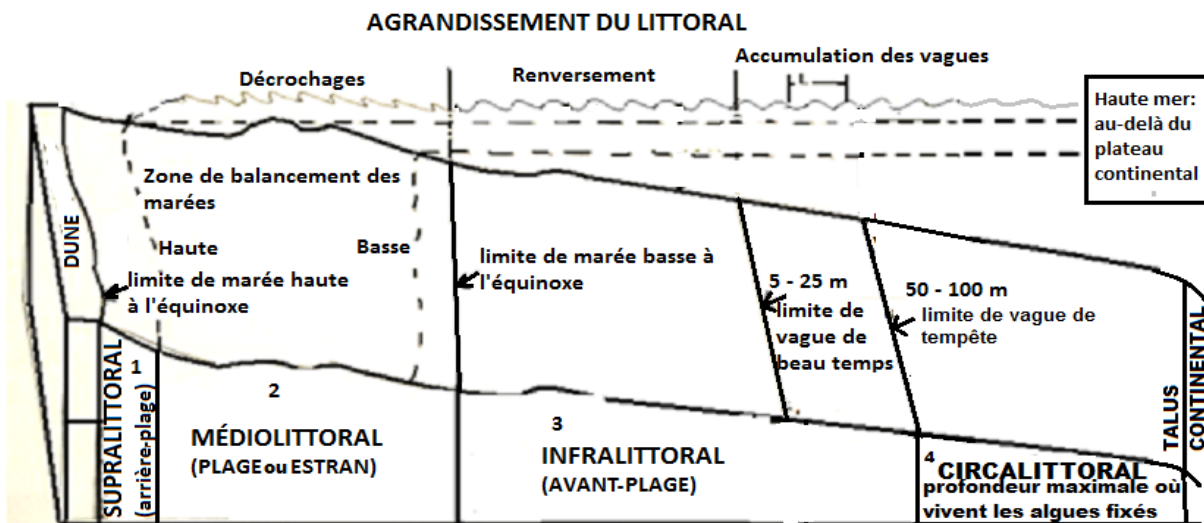 AGRANDISSEMENT DU LITTORAL
Décrochages
Renversement
Accumulation des vagues
Haute mer:
au-delà du
plateau
continental
Zone de balancement des
marées
DUNE
Haute
Basse
limite de marée haute
à l'équinoxe
limite de marée basse à
l'équinoxe
5 - 25 m
limite de
vague de
beau temps
50 - 100 m
limite de vague de
tempête
TALUS
CONTINENTAL
SUPRALITTORAL
(arrière-plage)
1
2
MÉDIOLITTORAL
(PLAGE ou ESTRAN)
3
INFRALITTORAL
(AVANT-PLAGE)
4
CIRCALITTORAL
profondeur maximale où
vivent les algues fixés